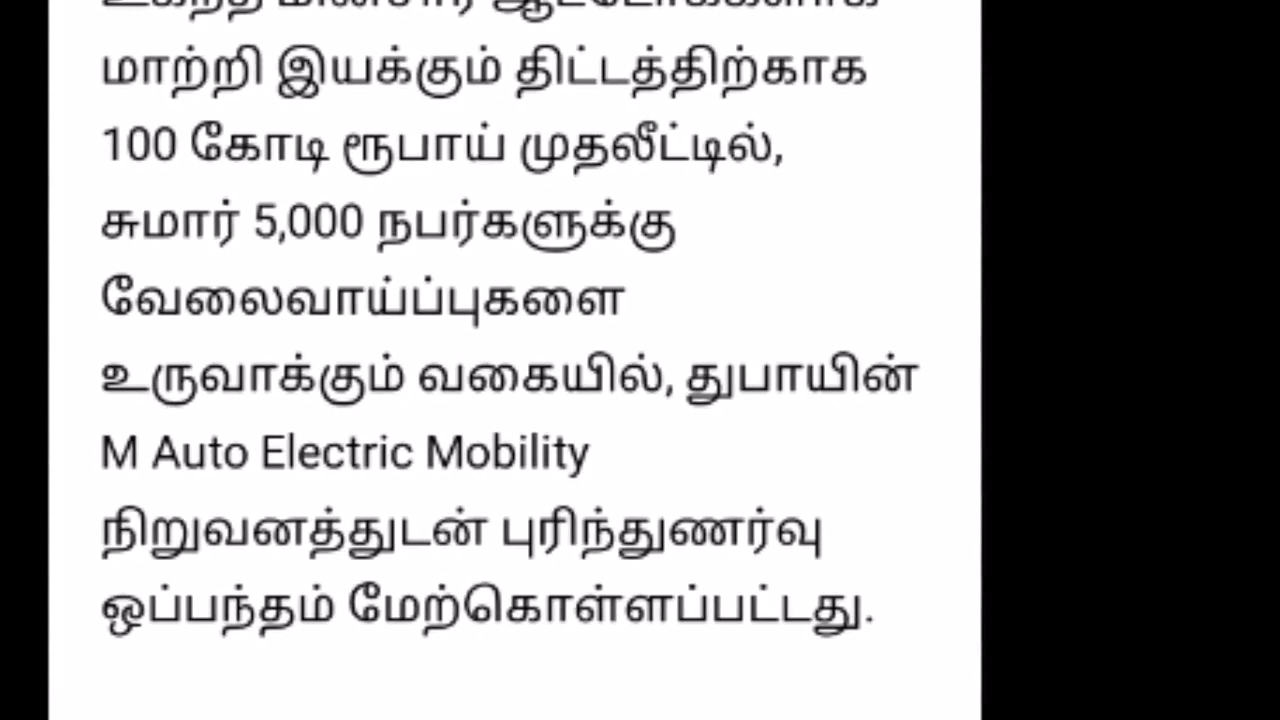 மாற்றி இயக்கும் திட்டத்திற்காக
100 கோடி ரூபாய் முதலீட்டில்,
சுமார் 5,000 நபர்களுக்கு
வேலைவாய்ப்புகளை
உருவாக்கும் வகையில், துபாயின்
M Auto Electric Mobility
நிறுவனத்துடன் புரிந்துணர்வு
ஒப்பந்தம் மேற்கொள்ளப்பட்டது.